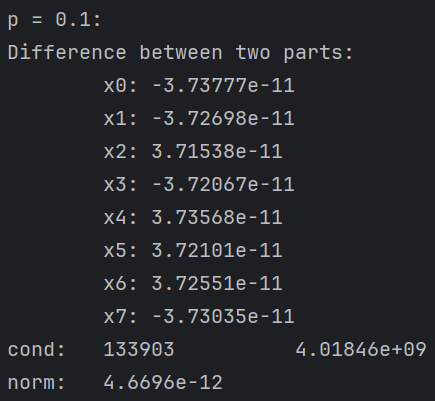 p = 0.1:
Difference between two parts:
x0: -3.73777e-11
x1: -3.72698e-11
x2: 3.71538e-11
x3: -3.72067e-11
x4: 3.73568e-11
x5: 3.72101e-11
x6: 3.72551e-11
x7: -3.73035e-11
cond: 133903 4.01846e+09
norm: 4.6696e-12